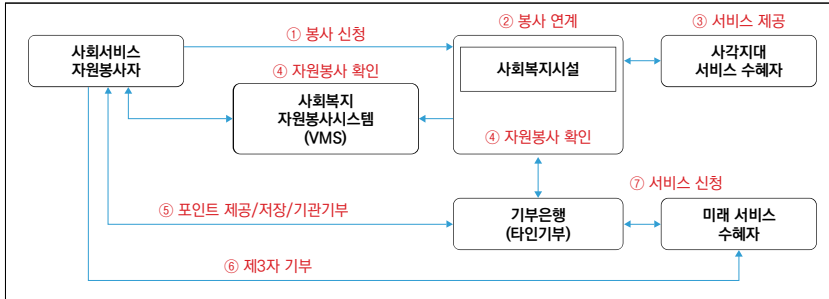 ① 봉사 신청
② 봉사 연계
③ 서비스 제공
사회서비스
자원봉사자
사회복지시설
사각지대
서비스 수혜자
④ 자원봉사 확인
사회복지
자원봉사시스템
(VMS)
④ 자원봉사 확인
⑦ 서비스 신청
⑤ 포인트 제공/저장/기관기부
기부은행
(타인기부)
미래 서비스
수혜자
⑥ 제3자 기부